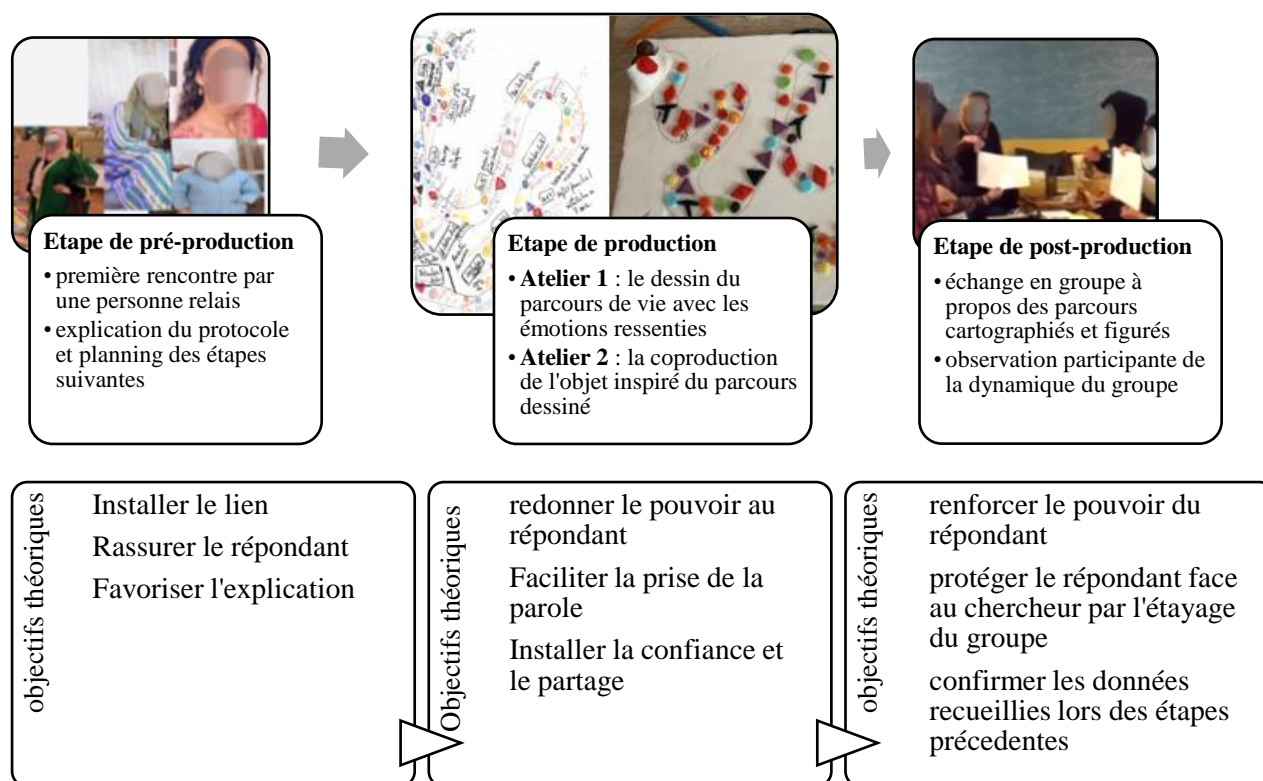 Etape de pré-production
• première rencontre par
une personne relais
• explication du protocole
et planning des étapes
suivantes
Etape de production
• Atelier 1 : le dessin du
parcours de vie avec les
émotions ressenties
• Atelier 2 : la coproduction
de l'objet inspiré du parcours
dessiné
Etape de post-production
• échange en groupe à
propos des parcours
cartographiés et figurés
• observation participante de
la dynamique du groupe
objectifs théoriques
Installer le lien
Rassurer le répondant
Favoriser l'explication
Objectifs théoriques
redonner le pouvoir au
répondant
Faciliter la prise de la
parole
Installer la confiance et
le partage
objectifs théoriques
renforcer le pouvoir du
répondant
protéger le répondant face
au chercheur par l'étayage
du groupe
confirmer les données
recueillies lors des étapes
précedentes